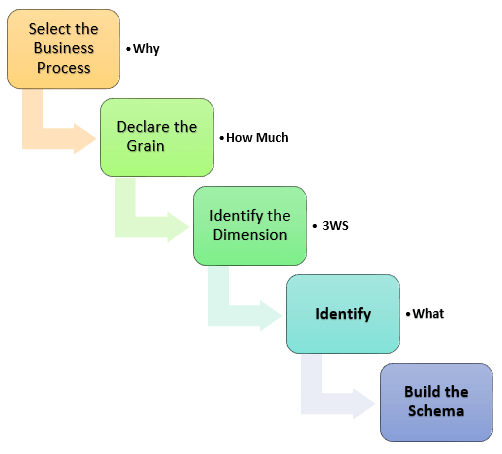 Select the
Business
Process
•Why
Declare the
Grain
•How Much
Identify the
Dimension
• 3WS
Identify
•What
Build the
Schema